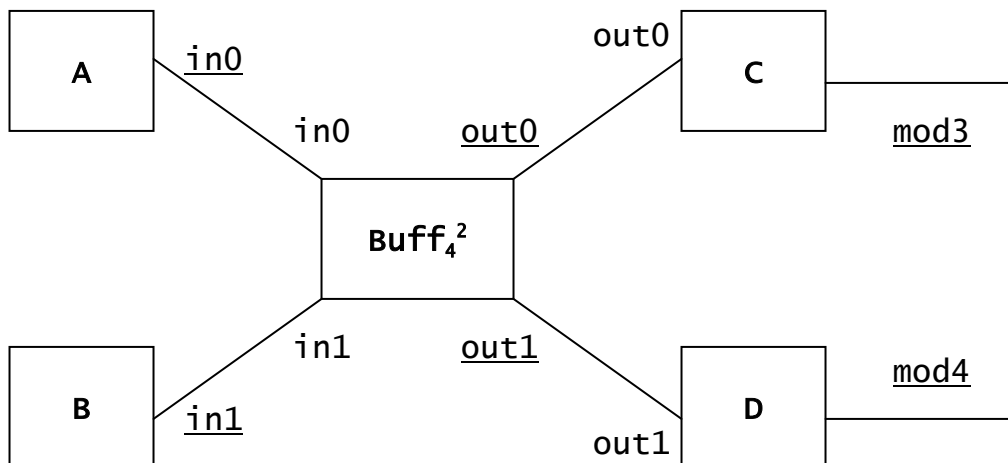 A
in0
out0
C
in0
out0
mod3
Buff₄²
in1
out1
mod4
B
in1
D
out1